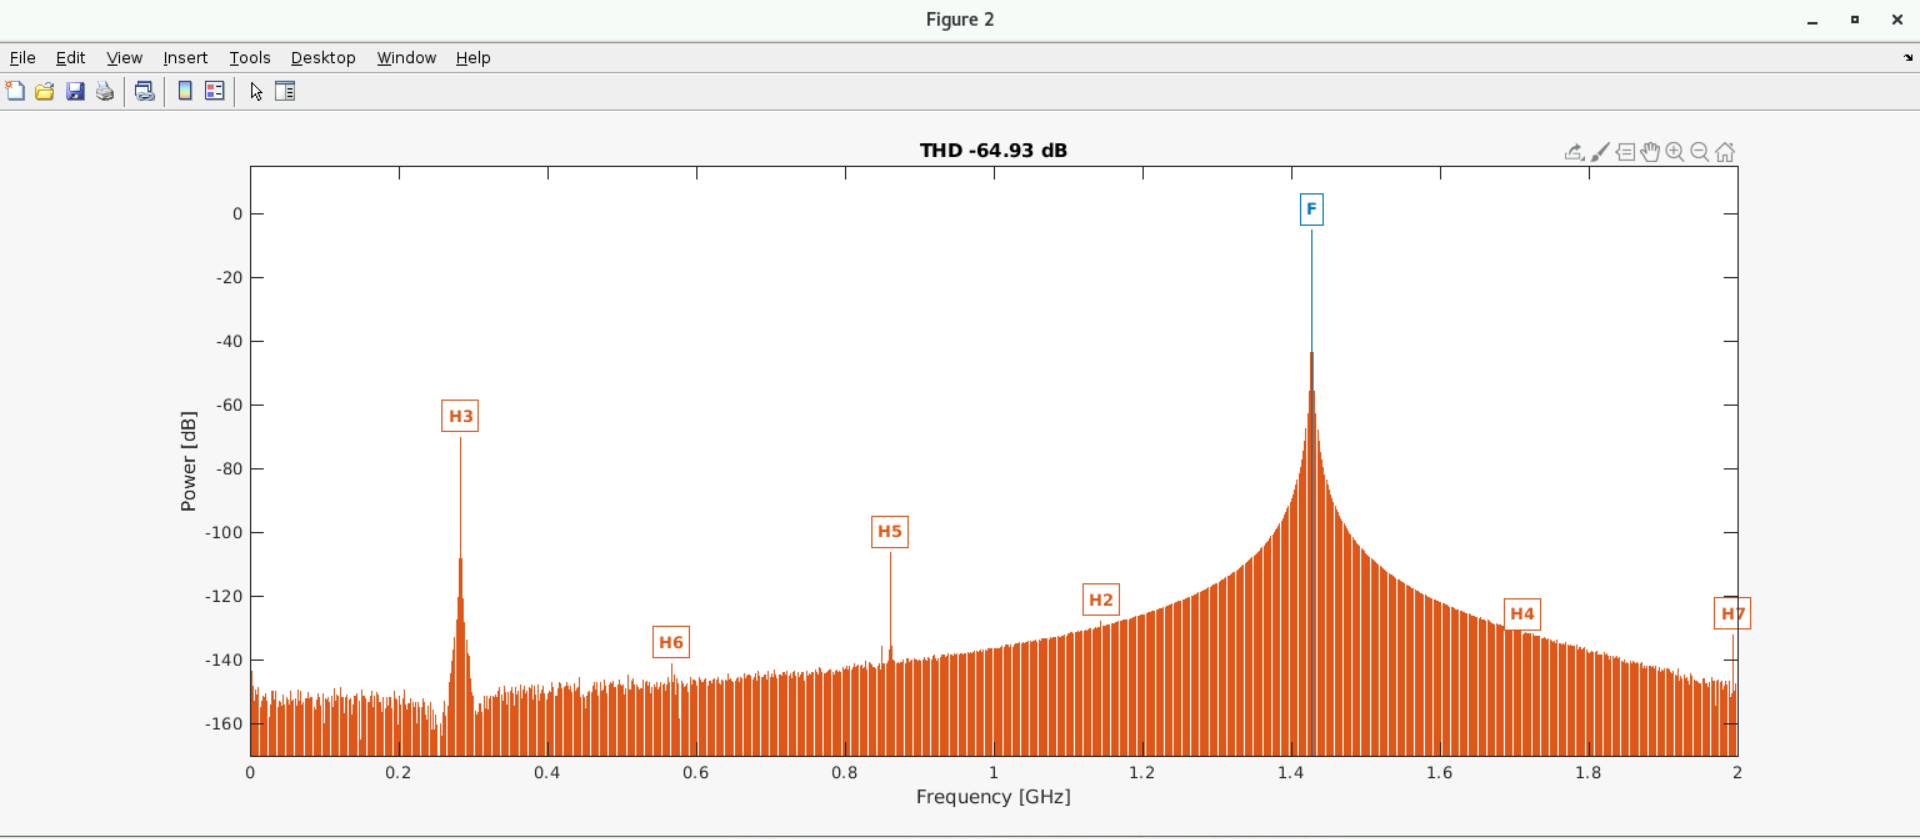 Figure 2
File Edit View Insert Tools Desktop Window Help
THD -64.93 dB
F
H3
H5
H2
H4
H7
H6
0
-20
-40
-60
-80
-100
-120
-140
-160
Power [dB]
0 0.2 0.4 0.6 0.8 1 1.2 1.4 1.6 1.8 2
Frequency [GHz]